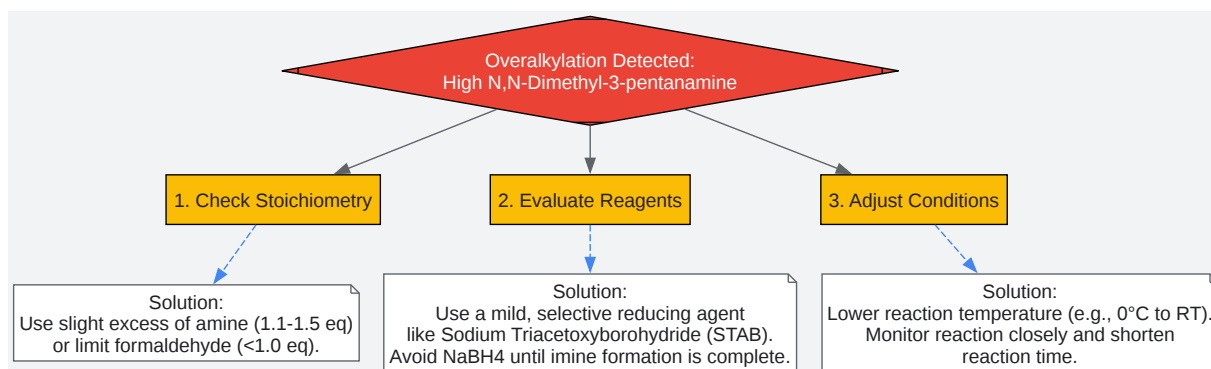 Overalkylation Detected:
High N,N-Dimethyl-3-pentanamine
1. Check Stoichiometry
2. Evaluate Reagents
3. Adjust Conditions
Solution:
Use slight excess of amine (1.1-1.5 eq)
or limit formaldehyde (<1.0 eq).
Solution:
Use a mild, selective reducing agent
like Sodium Triacetoxyborohydride (STAB).
Avoid NaBH4 until imine formation is complete.
Solution:
Lower reaction temperature (e.g., 0°C to RT).
Monitor reaction closely and shorten
reaction time.